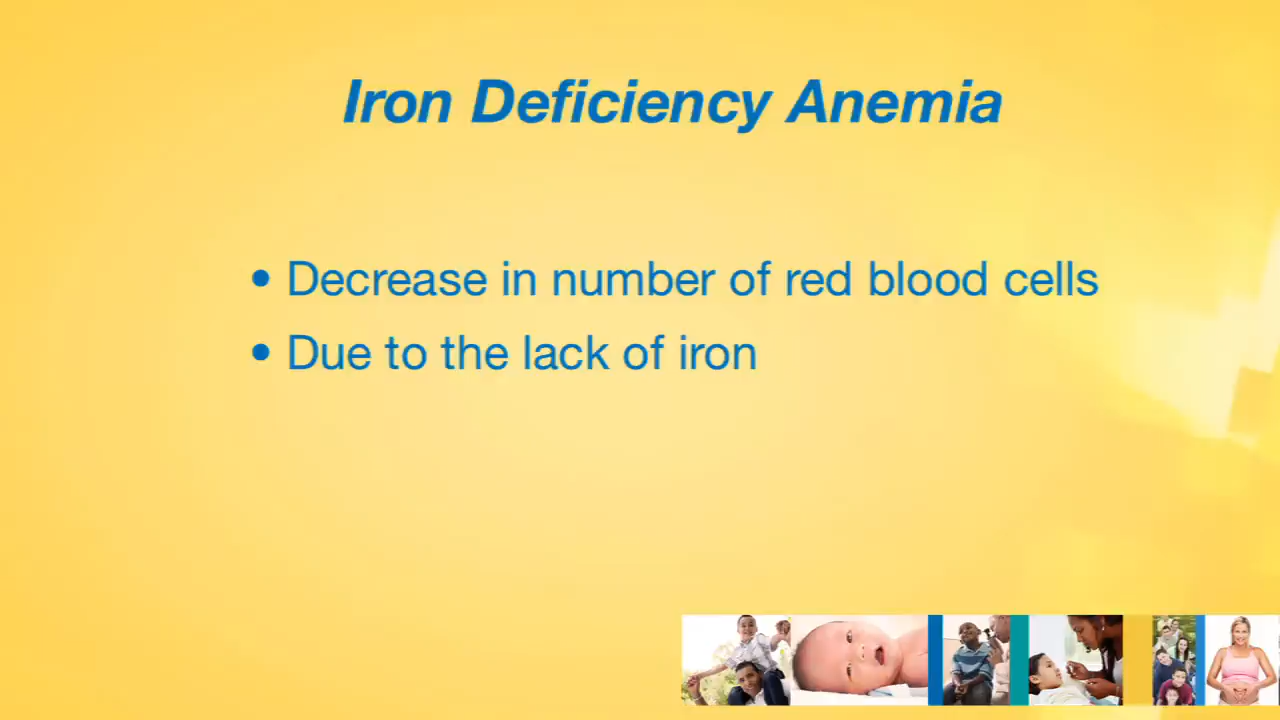 Iron Deficiency Anemia
• Decrease in number of red blood cells
• Due to the lack of iron